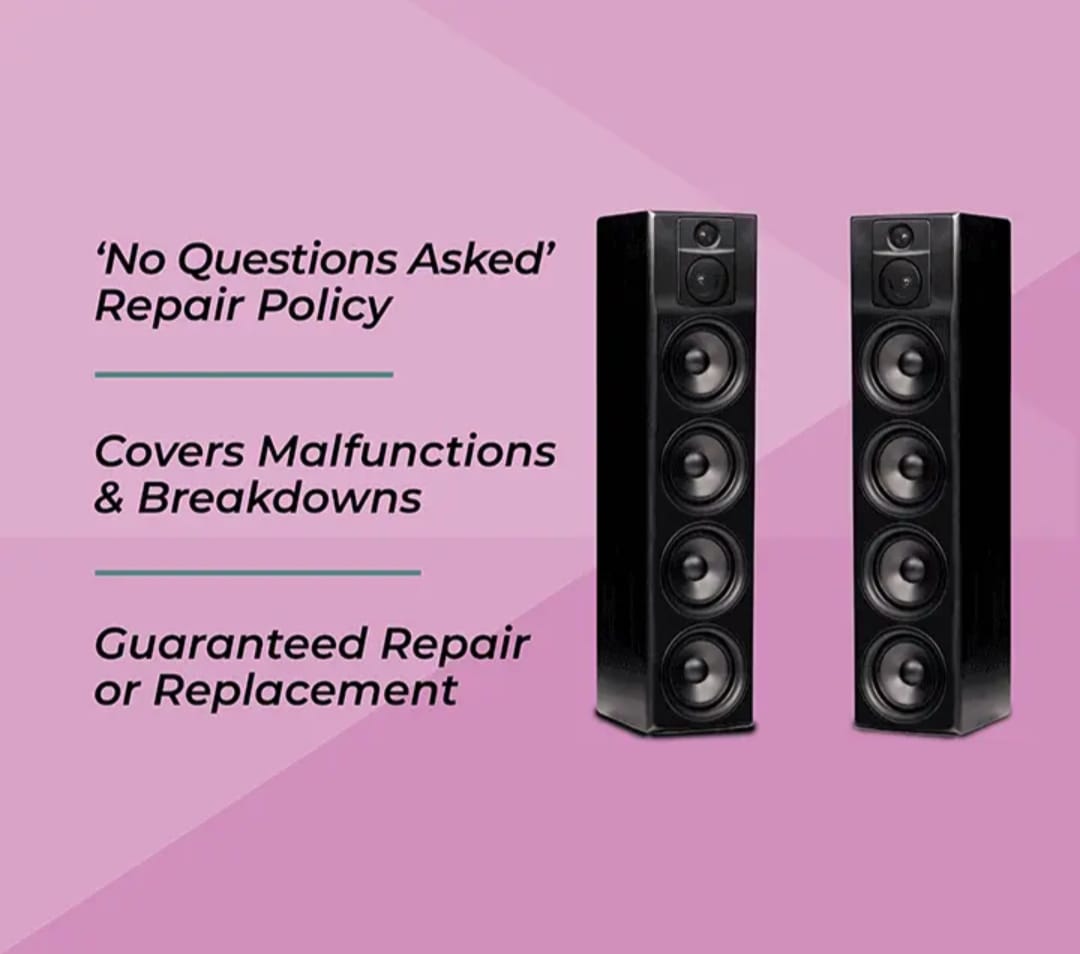 ‘No Questions Asked’
Repair Policy
Covers Malfunctions
& Breakdowns
Guaranteed Repair
or Replacement